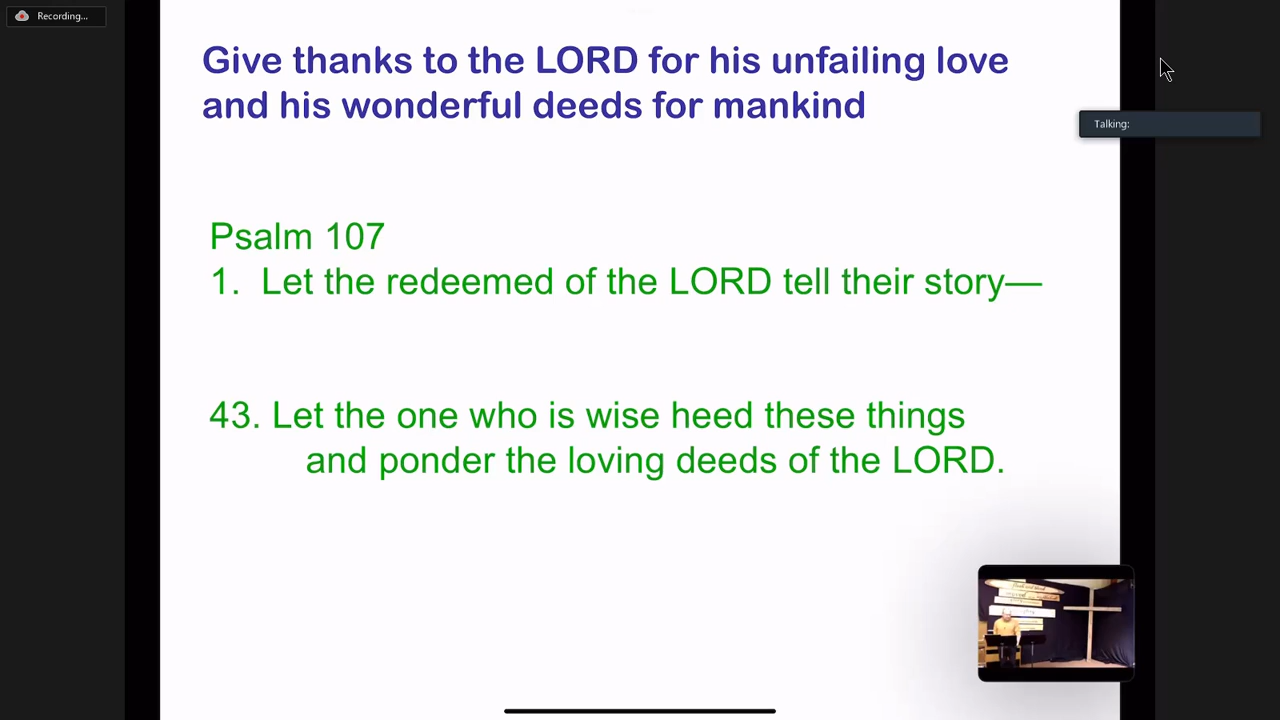 Recording...
Give thanks to the LORD for his unfailing love
and his wonderful deeds for mankind
Talking:
Psalm 107
1. Let the redeemed of the LORD tell their story—
43. Let the one who is wise heed these things
and ponder the loving deeds of the LORD.